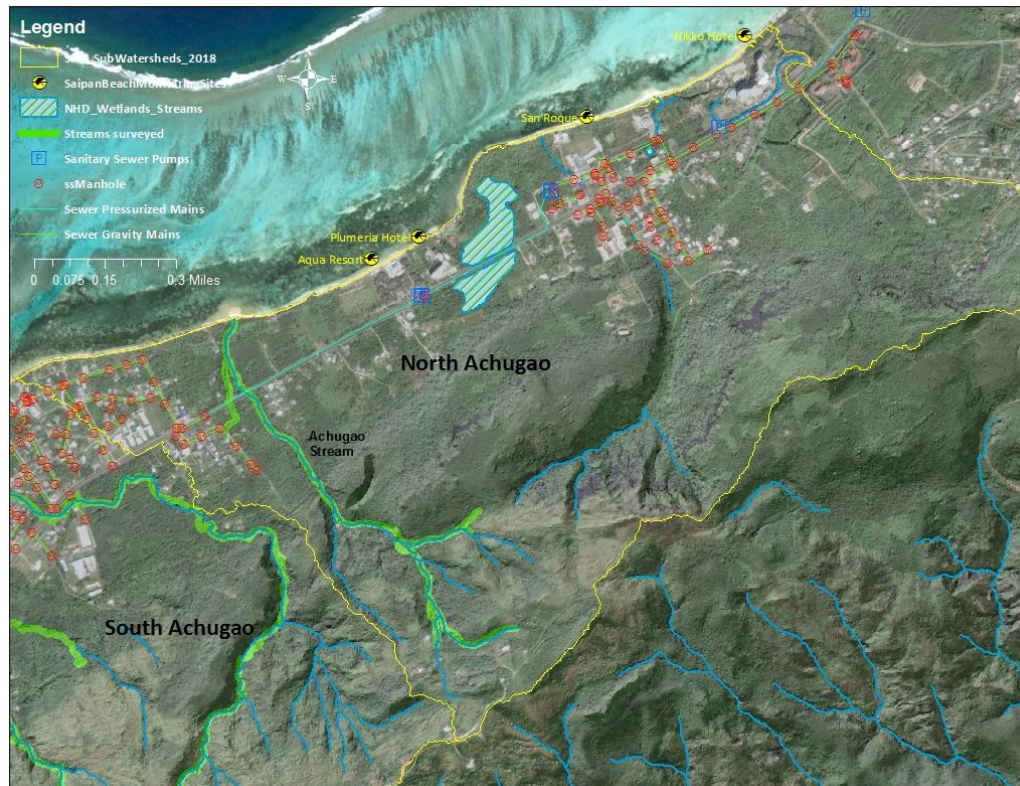 Legend
SubWatersheds_2018
SaipanBeachMonitoringSites
NHD_Wetlands_Streams
Streams surveyed
P Sanitary Sewer Pumps
ssManhole
Sewer Pressurized Mains
Sewer Gravity Mains
0 0.075 0.15 0.3 Miles
N
W E
S
Nikko Hotel
San Roque
Plumeria Hotel
Aqua Resort
North Achugao
Achugao
Stream
South Achugao